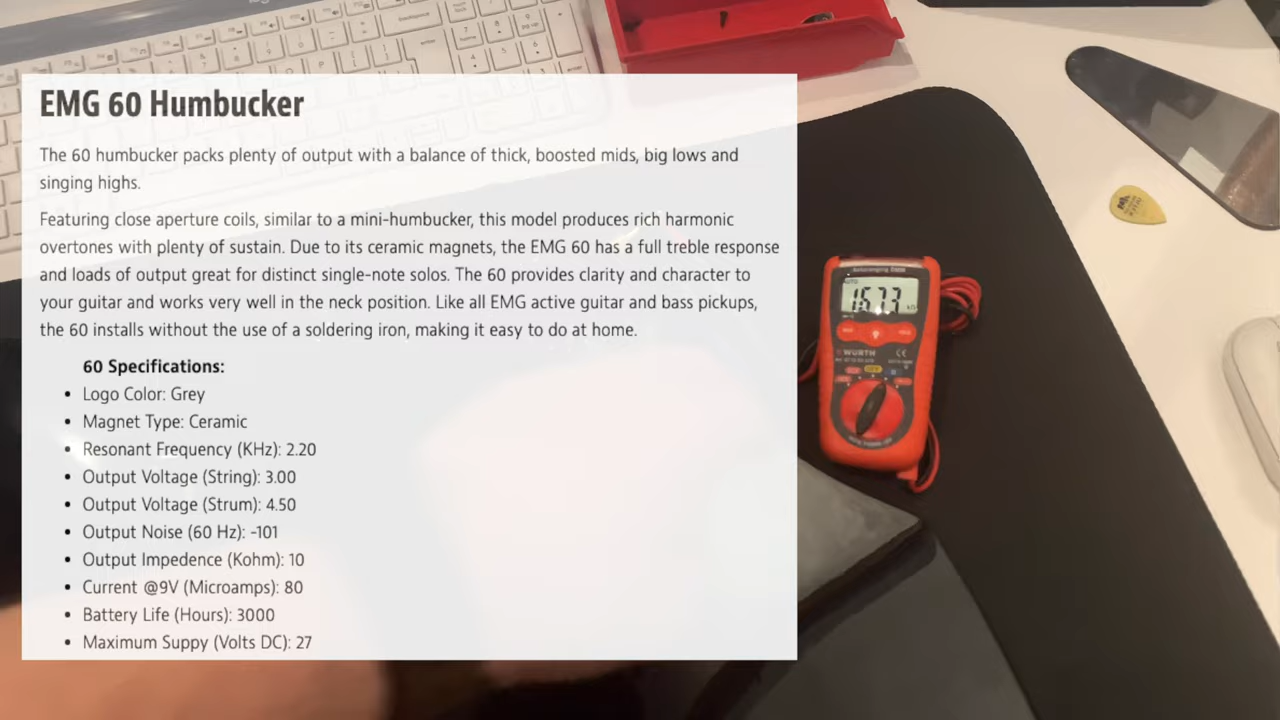 EMG 60 Humbucker
The 60 humbucker packs plenty of output with a balance of thick, boosted mids, big lows and
singing highs.
Featuring close aperture coils, similar to a mini-humbucker, this model produces rich harmonic
overtones with plenty of sustain. Due to its ceramic magnets, the EMG 60 has a full treble response
and loads of output great for distinct single-note solos. The 60 provides clarity and character to
your guitar and works very well in the neck position. Like all EMG active guitar and bass pickups,
the 60 installs without the use of a soldering iron, making it easy to do at home.
60 Specifications:
• Logo Color: Grey
• Magnet Type: Ceramic
• Resonant Frequency (KHz): 2.20
• Output Voltage (String): 3.00
• Output Voltage (Strum): 4.50
• Output Noise (60 Hz): -101
• Output Impedence (Kohm): 10
• Current @9V (Microamps): 80
• Battery Life (Hours): 3000
• Maximum Suppy (Volts DC): 27
AUTO
WÜRTH
CE
OFF